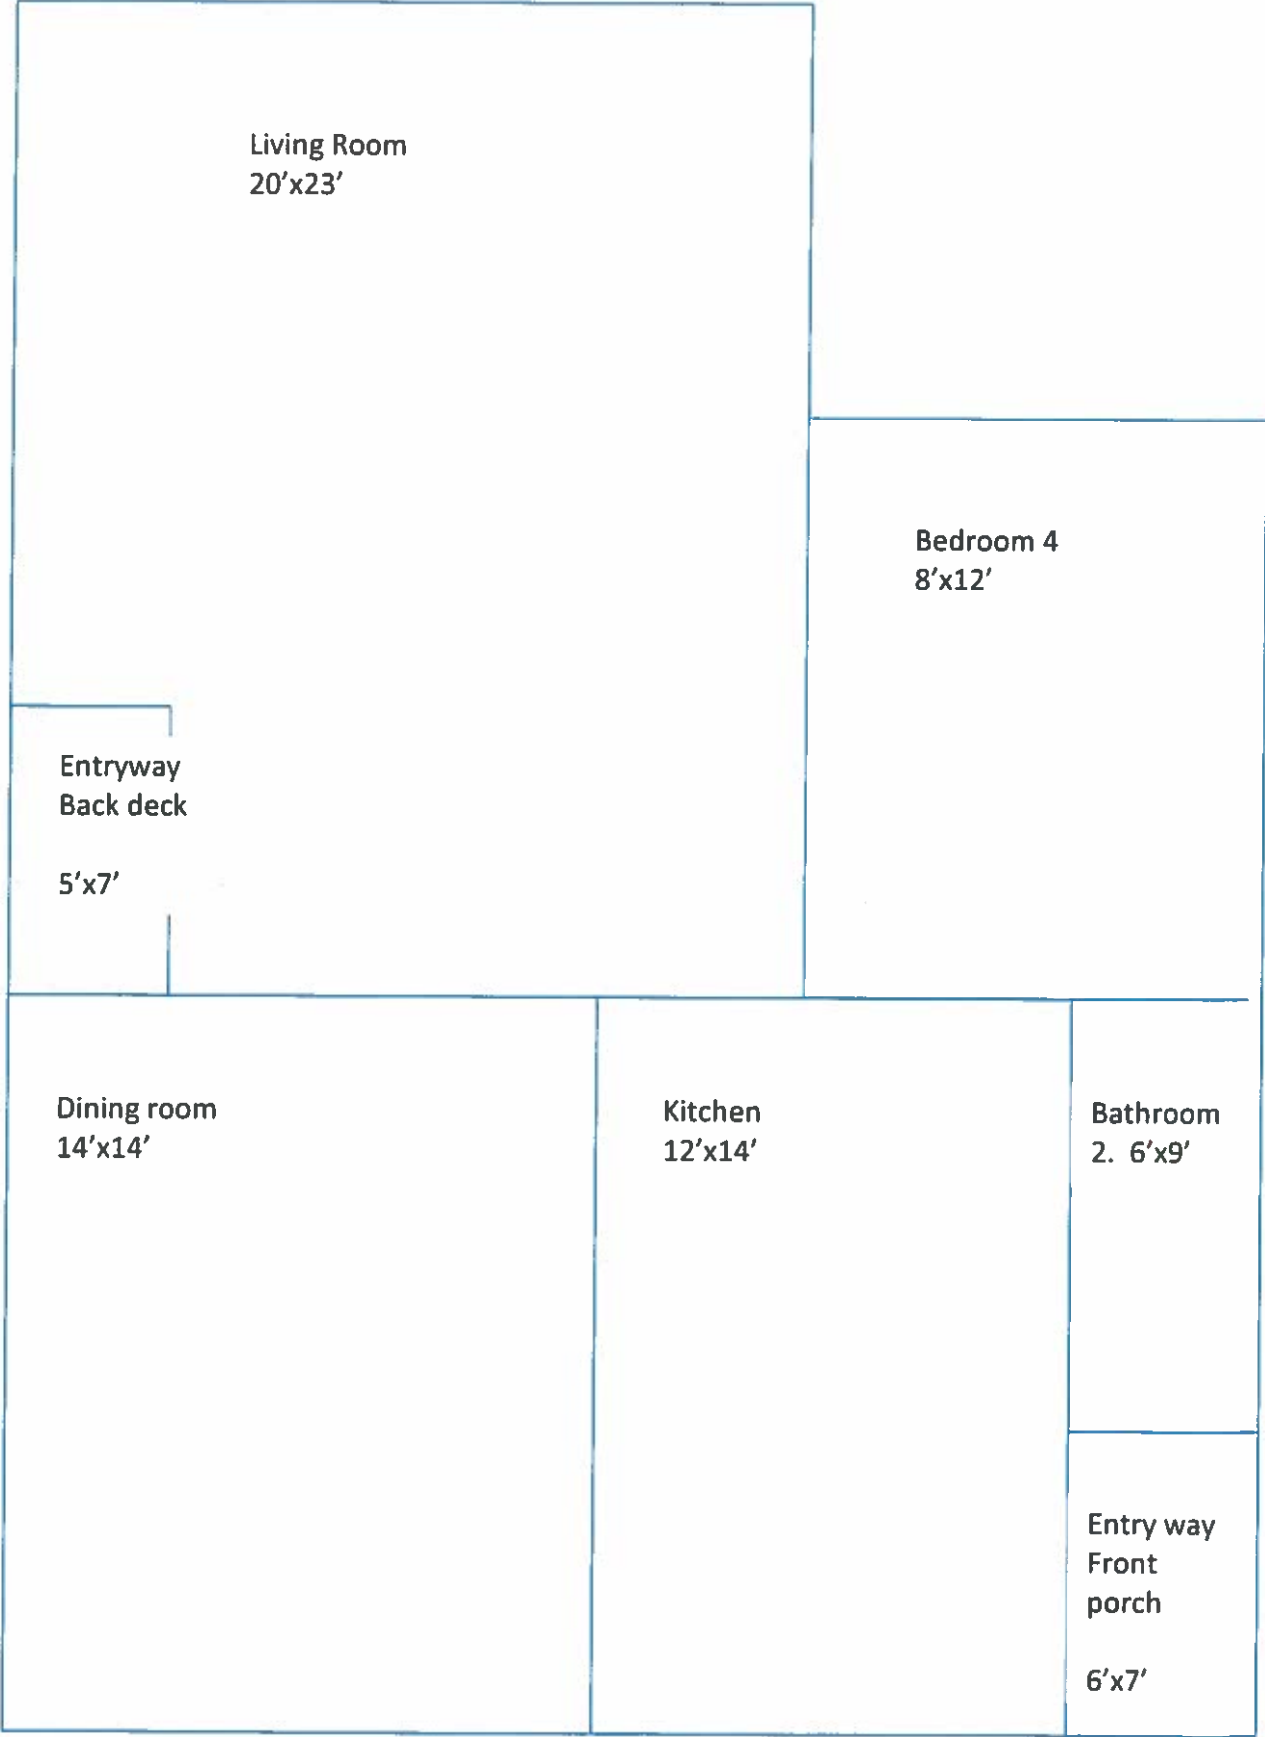 Living Room
20'x23'
Bedroom 4
8'x12'
Entryway
Back deck
5'x7'
Dining room
14'x14'
Kitchen
12'x14'
Bathroom
2. 6'x9'
Entry way
Front
porch
6'x7'